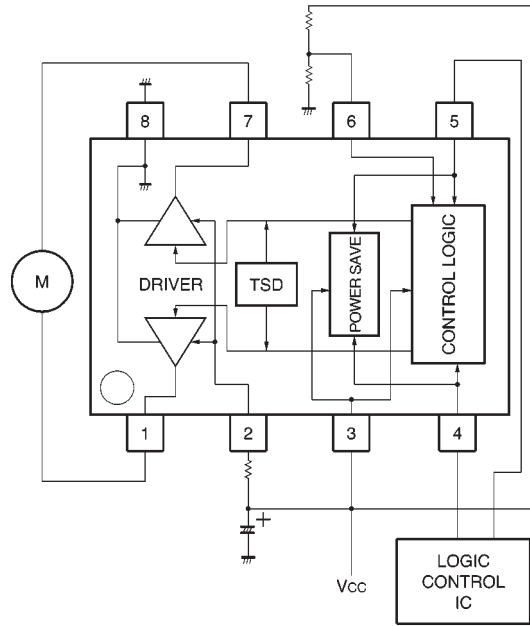 8
7
6
5
M
DRIVER
TSD
POWER SAVE
CONTROL LOGIC
1
2
3
4
+
VCC
LOGIC
CONTROL
IC